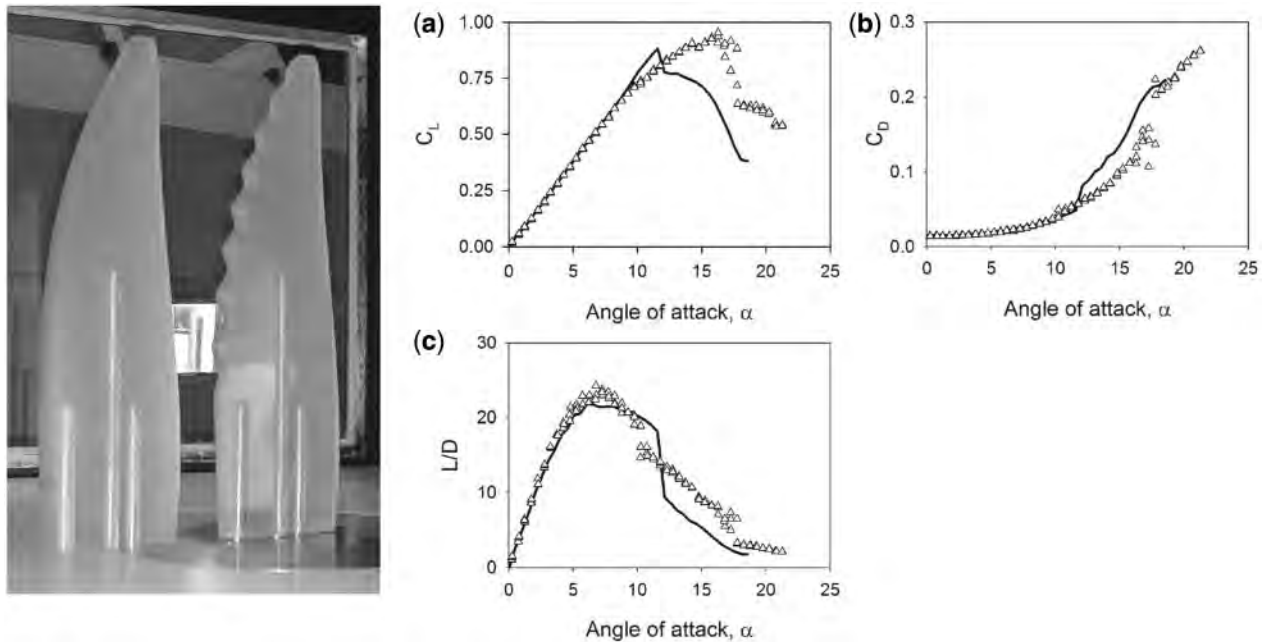 (a)
1.00
0.75
0.50
0.25
0.00
C_L
0 5 10 15 20 25
Angle of attack, α
(b)
0.3
0.2
0.1
0.0
C_D
0 5 10 15 20 25
Angle of attack, α
(c)
30
20
10
0
L/D
0 5 10 15 20 25
Angle of attack, α